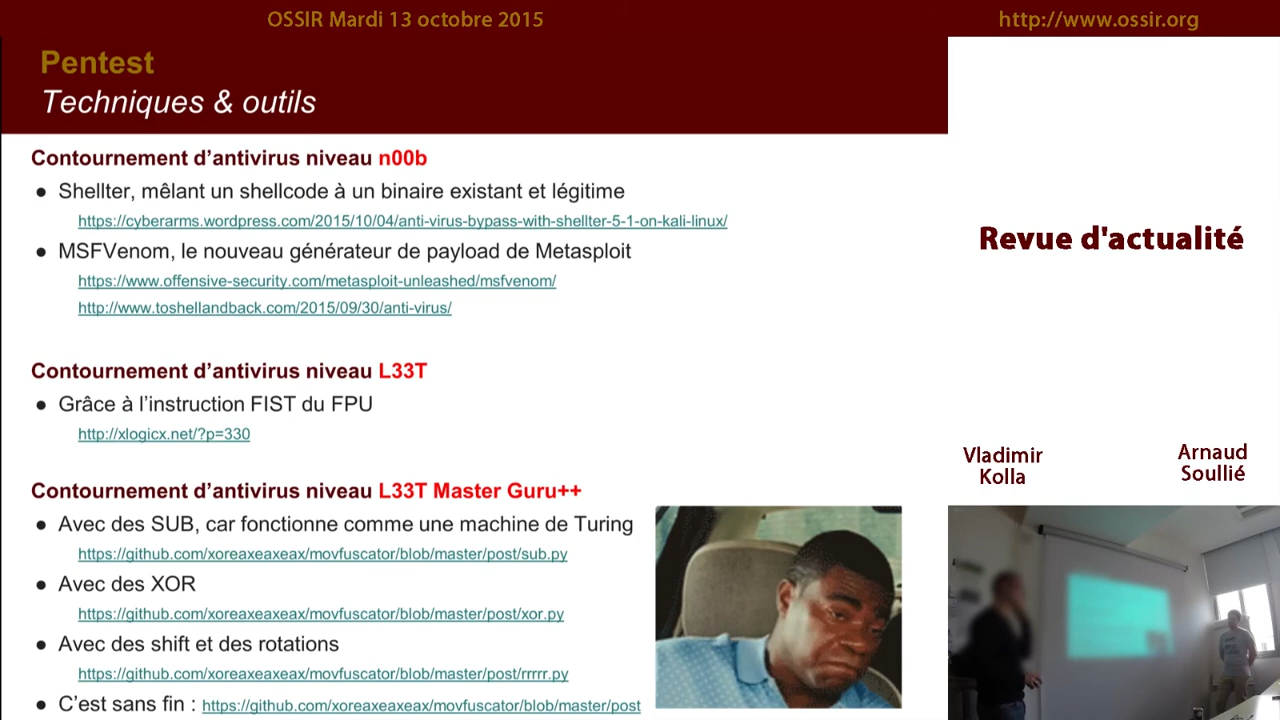 OSSIR Mardi 13 octobre 2015
http://www.ossir.org
Pentest
Techniques & outils
Contournement d’antivirus niveau n00b
● Shellter, mêlant un shellcode à un binaire existant et légitime
https://cyberarms.wordpress.com/2015/10/04/anti-virus-bypass-with-shellter-5-1-on-kali-linux/
● MSFVenom, le nouveau générateur de payload de Metasploit
https://www.offensive-security.com/metasploit-unleashed/msfvenom/
http://www.toshellandback.com/2015/09/30/anti-virus/
Contournement d’antivirus niveau L33T
● Grâce à l’instruction FIST du FPU
http://xlogicx.net/?p=330
Contournement d’antivirus niveau L33T Master Guru++
● Avec des SUB, car fonctionne comme une machine de Turing
https://github.com/xoreaxeaxeax/movfuscator/blob/master/post/sub.py
● Avec des XOR
https://github.com/xoreaxeaxeax/movfuscator/blob/master/post/xor.py
● Avec des shift et des rotations
https://github.com/xoreaxeaxeax/movfuscator/blob/master/post/rrrrr.py
● C’est sans fin : https://github.com/xoreaxeaxeax/movfuscator/blob/master/post
Revue d'actualité
Vladimir
Kolla
Arnaud
Soullié